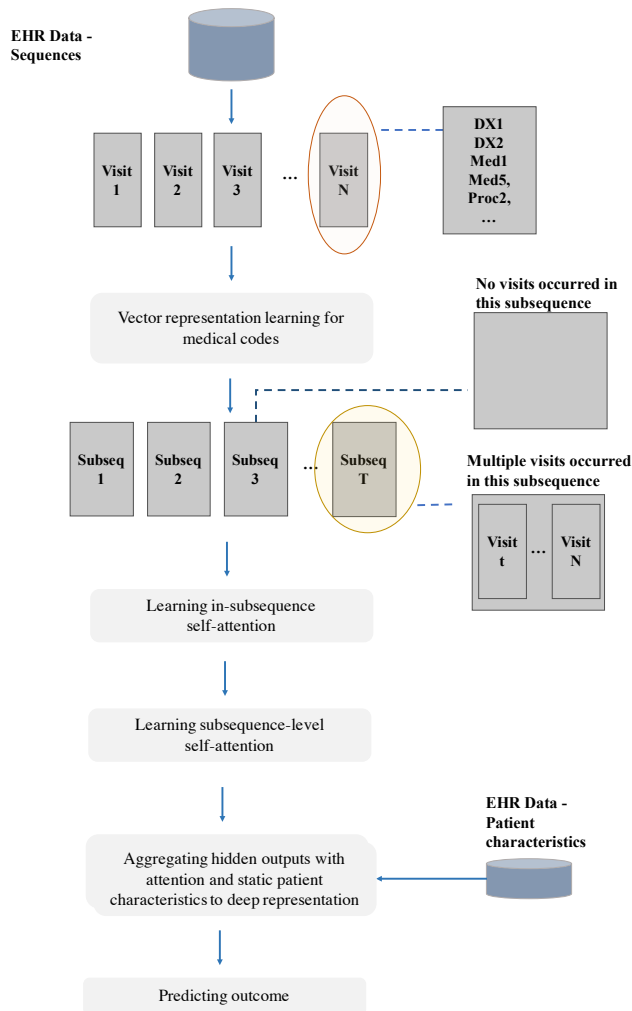 EHR Data -
Sequences
Visit
1
Visit
2
Visit
3
...
Visit
N
DX1
DX2
Med1
Med5,
Proc2,
...
Vector representation learning for
medical codes
No visits occurred in
this subsequence
Subseq
1
Subseq
2
Subseq
3
...
Subseq
T
Multiple visits occurred
in this subsequence
Visit
t
...
Visit
N
Learning in-subsequence
self-attention
Learning subsequence-level
self-attention
EHR Data -
Patient
characteristics
Aggregating hidden outputs with
attention and static patient
characteristics to deep representation
Predicting outcome